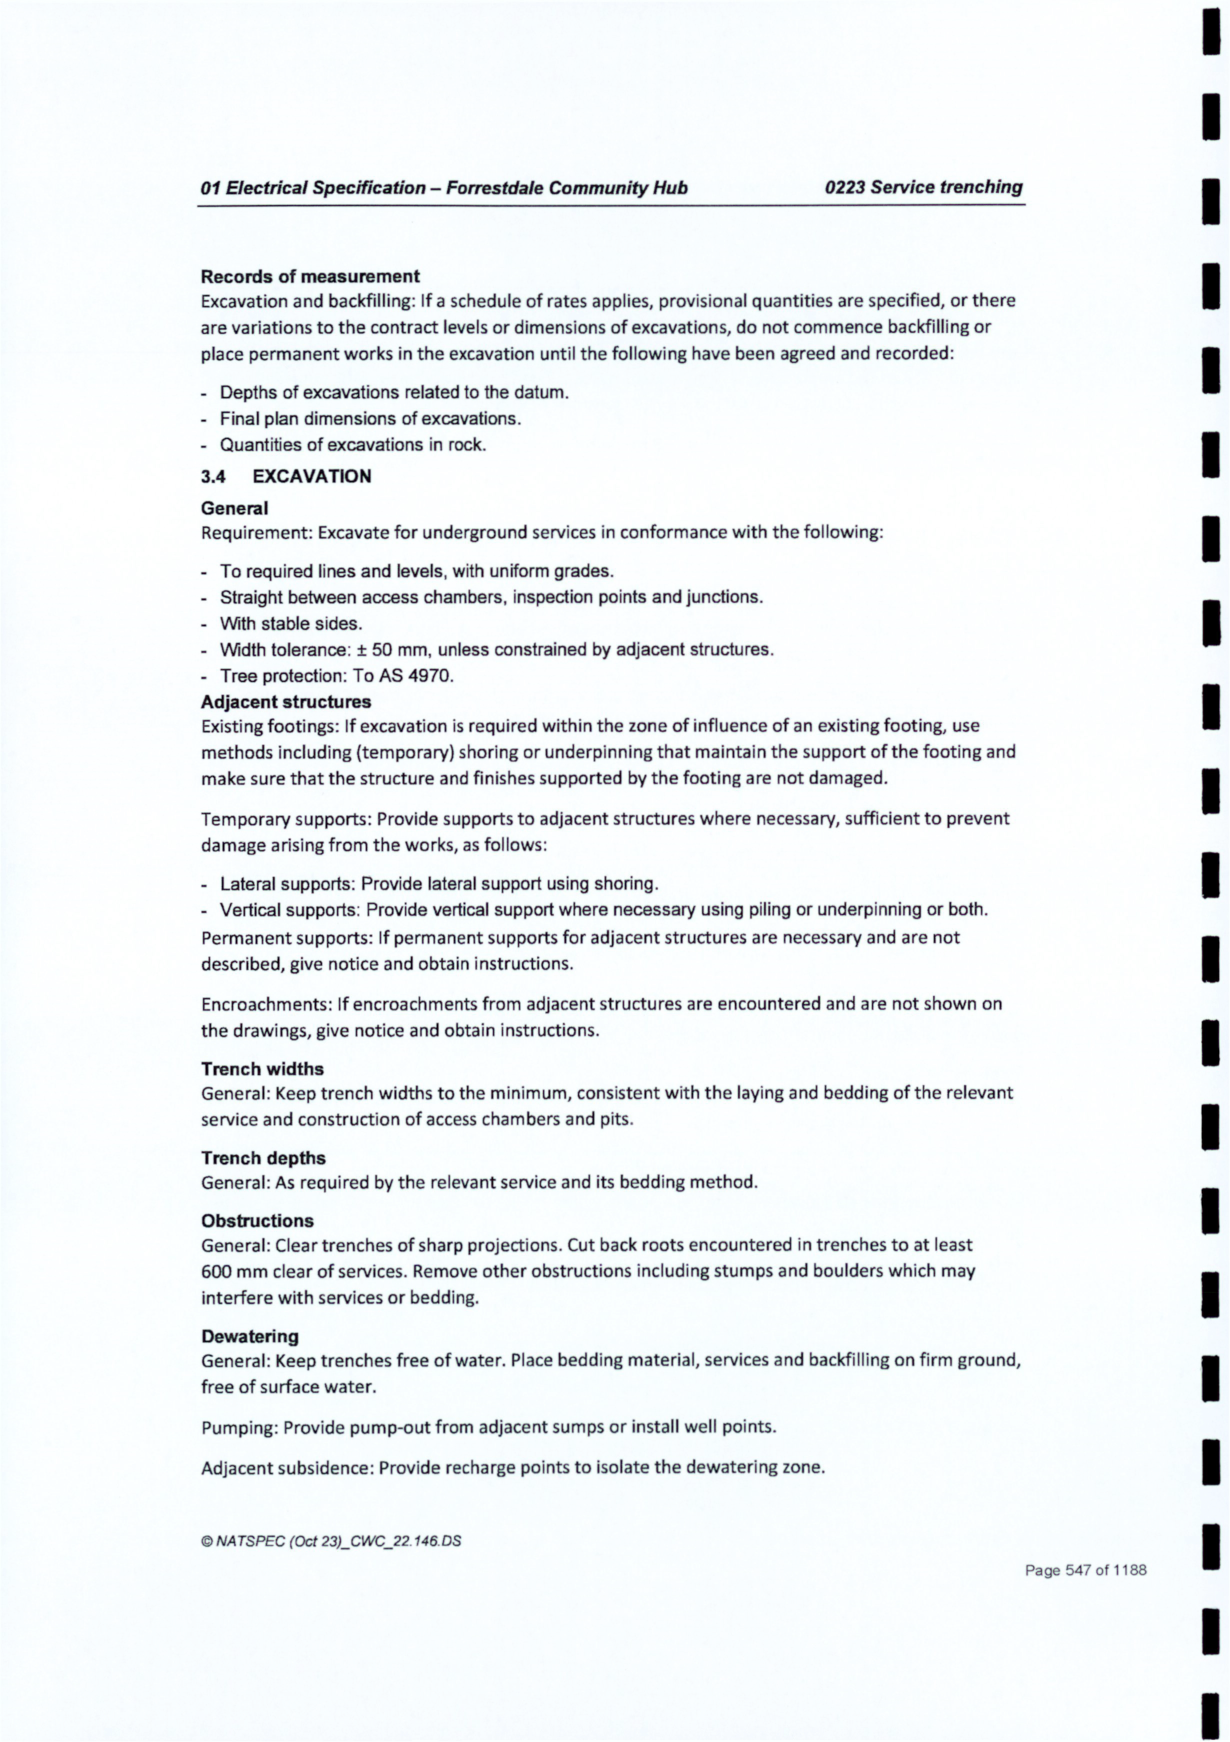 01 Electrical Specification – Forrestdale Community Hub 0223 Service trenching
Records of measurement
Excavation and backfilling: If a schedule of rates applies, provisional quantities are specified, or there
are variations to the contract levels or dimensions of excavations, do not commence backfilling or
place permanent works in the excavation until the following have been agreed and recorded:
- Depths of excavations related to the datum.
- Final plan dimensions of excavations.
- Quantities of excavations in rock.
3.4 EXCAVATION
General
Requirement: Excavate for underground services in conformance with the following:
- To required lines and levels, with uniform grades.
- Straight between access chambers, inspection points and junctions.
- With stable sides.
- Width tolerance: ± 50 mm, unless constrained by adjacent structures.
- Tree protection: To AS 4970.
Adjacent structures
Existing footings: If excavation is required within the zone of influence of an existing footing, use
methods including (temporary) shoring or underpinning that maintain the support of the footing and
make sure that the structure and finishes supported by the footing are not damaged.
Temporary supports: Provide supports to adjacent structures where necessary, sufficient to prevent
damage arising from the works, as follows:
- Lateral supports: Provide lateral support using shoring.
- Vertical supports: Provide vertical support where necessary using piling or underpinning or both.
Permanent supports: If permanent supports for adjacent structures are necessary and are not
described, give notice and obtain instructions.
Encroachments: If encroachments from adjacent structures are encountered and are not shown on
the drawings, give notice and obtain instructions.
Trench widths
General: Keep trench widths to the minimum, consistent with the laying and bedding of the relevant
service and construction of access chambers and pits.
Trench depths
General: As required by the relevant service and its bedding method.
Obstructions
General: Clear trenches of sharp projections. Cut back roots encountered in trenches to at least
600 mm clear of services. Remove other obstructions including stumps and boulders which may
interfere with services or bedding.
Dewatering
General: Keep trenches free of water. Place bedding material, services and backfilling on firm ground,
free of surface water.
Pumping: Provide pump-out from adjacent sumps or install well points.
Adjacent subsidence: Provide recharge points to isolate the dewatering zone.
© NATSPEC (Oct 23)_CWC_22.146.DS
Page 547 of 1188